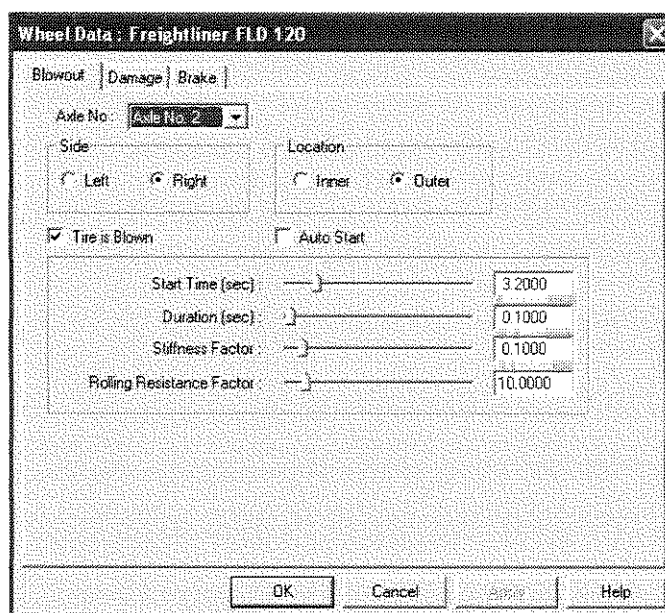 Wheel Data : Freightliner FLD 120
Blowout Damage Brake
Axle No : Axle No. 2
Side Location
Left Right Inner Outer
Tire is Blown Auto Start
Start Time (sec) : 3.2000
Duration (sec) : 0.1000
Stiffness Factor : 0.1000
Rolling Resistance Factor : 10.0000
OK Cancel Apply Help